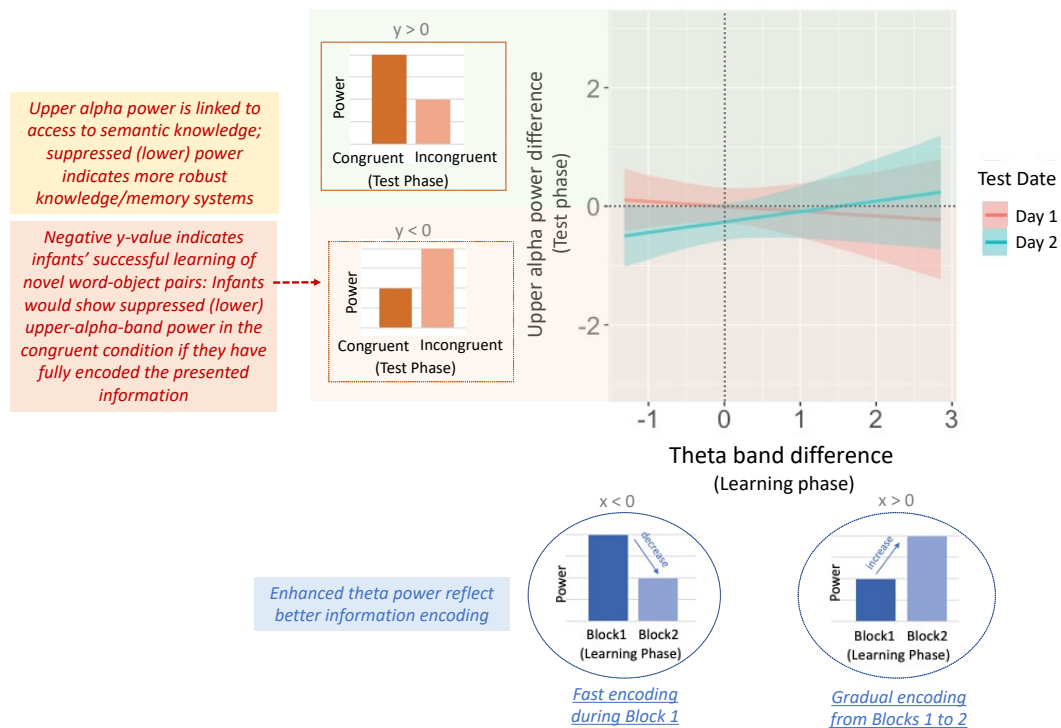 y > 0
Power
Congruent Incongruent
(Test Phase)
Upper alpha power is linked to
access to semantic knowledge;
suppressed (lower) power
indicates more robust
knowledge/memory systems
y < 0
Power
Congruent Incongruent
(Test Phase)
Negative y-value indicates
infants’ successful learning of
novel word-object pairs: Infants
would show suppressed (lower)
upper-alpha-band power in the
congruent condition if they have
fully encoded the presented
information
Upper alpha power difference
(Test phase)
2
0
-2
-1 0 1 2 3
Theta band difference
(Learning phase)
Test Date
Day 1
Day 2
x < 0
x > 0
Enhanced theta power reflect
better information encoding
Power
decrease
Block1 Block2
(Learning Phase)
Fast encoding
during Block 1
Power
increase
Block1 Block2
(Learning Phase)
Gradual encoding
from Blocks 1 to 2